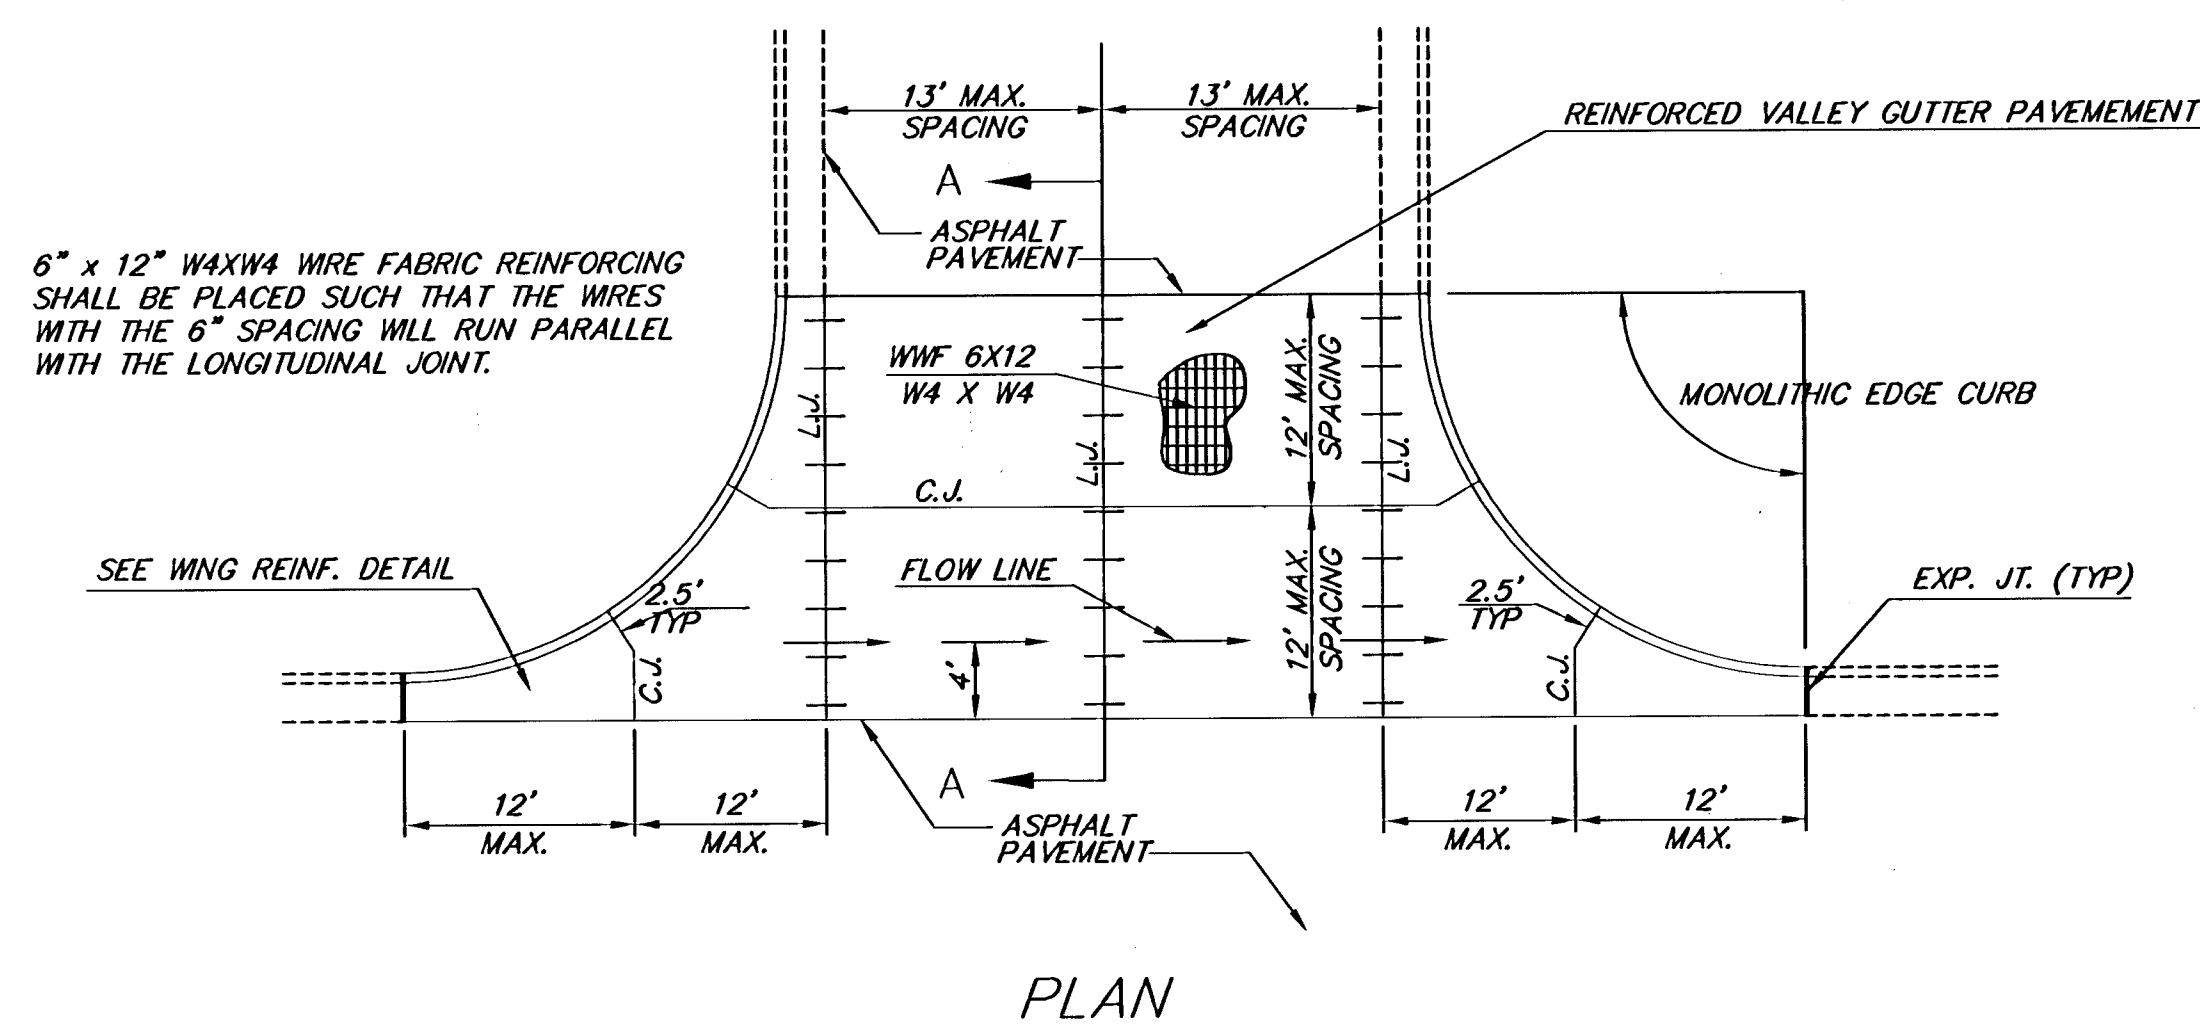 13' MAX.
SPACING
13' MAX.
SPACING
REINFORCED VALLEY GUTTER PAVEMEMENT
A
ASPHALT
PAVEMENT
6" x 12" W4XW4 WIRE FABRIC REINFORCING
SHALL BE PLACED SUCH THAT THE WIRES
WITH THE 6" SPACING WILL RUN PARALLEL
WITH THE LONGITUDINAL JOINT.
WWF 6X12
W4 X W4
12' MAX.
SPACING
MONOLITHIC EDGE CURB
L.J.
L.J.
L.J.
C.J.
SEE WING REINF. DETAIL
2.5'
TYP
FLOW LINE
12' MAX.
SPACING
2.5'
TYP
EXP. JT. (TYP)
C.J.
4'
C.J.
A
12'
MAX.
12'
MAX.
12'
MAX.
12'
MAX.
ASPHALT
PAVEMENT
PLAN